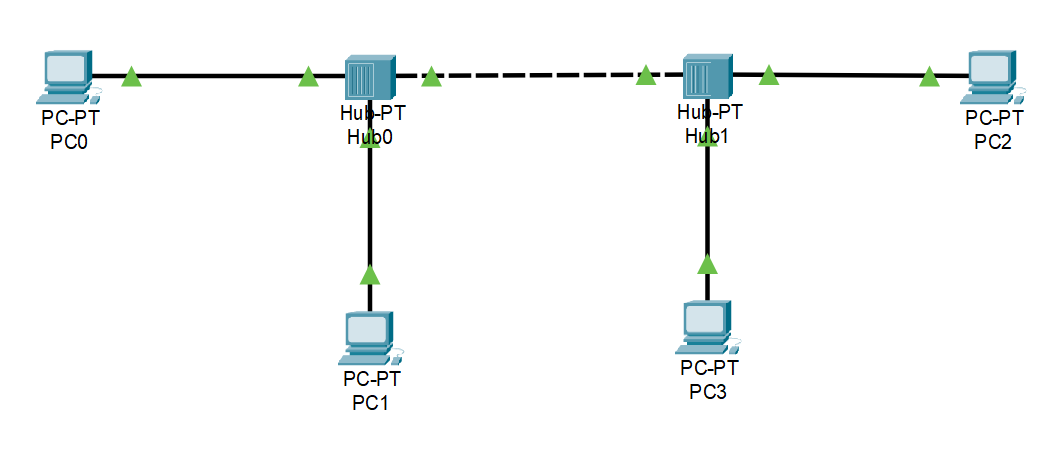 PC-PT
PC0
Hub-PT
Hub0
Hub-PT
Hub1
PC-PT
PC2
PC-PT
PC1
PC-PT
PC3